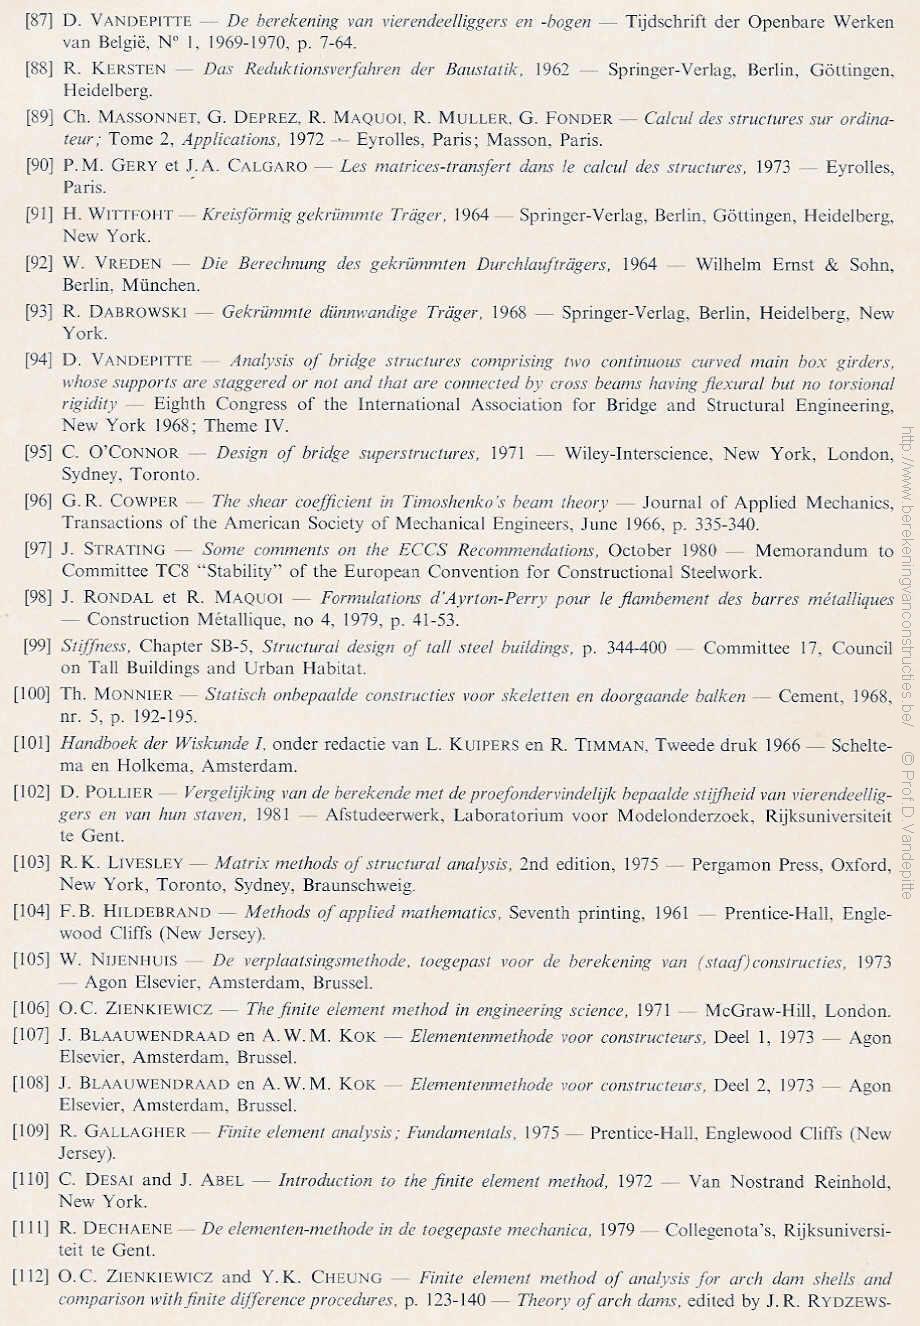 [87] D. VANDEPITTE — De berekening van vierendeelliggers en -bogen — Tijdschrift der Openbare Werken
van België, Nº 1, 1969-1970, p. 7-64.
[88] R. KERSTEN — Das Reduktionsverfahren der Baustatik, 1962 — Springer-Verlag, Berlin, Göttingen,
Heidelberg.
[89] Ch. MASSONNET, G. DEPREZ, R. MAQUOI, R. MULLER, G. FONDER — Calcul des structures sur ordina-
teur; Tome 2, Applications, 1972 — Eyrolles, Paris; Masson, Paris.
[90] P.M. GERY et J.A. CALGARO — Les matrices-transfert dans le calcul des structures, 1973 — Eyrolles,
Paris.
[91] H. WITTFOHT — Kreisförmig gekrümmte Träger, 1964 — Springer-Verlag, Berlin, Göttingen, Heidelberg,
New York.
[92] W. VREDEN — Die Berechnung des gekrümmten Durchlaufträgers, 1964 — Wilhelm Ernst & Sohn,
Berlin, München.
[93] R. DABROWSKI — Gekrümmte dünnwandige Träger, 1968 — Springer-Verlag, Berlin, Heidelberg, New
York.
[94] D. VANDEPITTE — Analysis of bridge structures comprising two continuous curved main box girders,
whose supports are staggered or not and that are connected by cross beams having flexural but no torsional
rigidity — Eighth Congress of the International Association for Bridge and Structural Engineering,
New York 1968; Theme IV.
[95] C. O'CONNOR — Design of bridge superstructures, 1971 — Wiley-Interscience, New York, London,
Sydney, Toronto.
[96] G.R. COWPER — The shear coefficient in Timoshenko's beam theory — Journal of Applied Mechanics,
Transactions of the American Society of Mechanical Engineers, June 1966, p. 335-340.
[97] J. STRATING — Some comments on the ECCS Recommendations, October 1980 — Memorandum to
Committee TC8 “Stability” of the European Convention for Constructional Steelwork.
[98] J. RONDAL et R. MAQUOI — Formulations d'Ayrton-Perry pour le flambement des barres métalliques
— Construction Métallique, no 4, 1979, p. 41-53.
[99] Stiffness, Chapter SB-5, Structural design of tall steel buildings, p. 344-400 — Committee 17, Council
on Tall Buildings and Urban Habitat.
[100] Th. MONNIER — Statisch onbepaalde constructies voor skeletten en doorgaande balken — Cement, 1968,
nr. 5, p. 192-195.
[101] Handboek der Wiskunde I, onder redactie van L. KUIPERS en R. TIMMAN, Tweede druk 1966 — Schelte-
ma en Holkema, Amsterdam.
[102] D. POLLIER — Vergelijking van de berekende met de proefondervindelijk bepaalde stijfheid van vierendeellig-
gers en van hun staven, 1981 — Afstudeerwerk, Laboratorium voor Modelonderzoek, Rijksuniversiteit
te Gent.
[103] R.K. LIVESLEY — Matrix methods of structural analysis, 2nd edition, 1975 — Pergamon Press, Oxford,
New York, Toronto, Sydney, Braunschweig.
[104] F.B. HILDEBRAND — Methods of applied mathematics, Seventh printing, 1961 — Prentice-Hall, Engle-
wood Cliffs (New Jersey).
[105] W. NIJENHUIS — De verplaatsingsmethode, toegepast voor de berekening van (staaf)constructies, 1973
— Agon Elsevier, Amsterdam, Brussel.
[106] O.C. ZIENKIEWICZ — The finite element method in engineering science, 1971 — McGraw-Hill, London.
[107] J. BLAAUWENDRAAD en A.W.M. KOK — Elementenmethode voor constructeurs, Deel 1, 1973 — Agon
Elsevier, Amsterdam, Brussel.
[108] J. BLAAUWENDRAAD en A.W.M. KOK — Elementenmethode voor constructeurs, Deel 2, 1973 — Agon
Elsevier, Amsterdam, Brussel.
[109] R. GALLAGHER — Finite element analysis; Fundamentals, 1975 — Prentice-Hall, Englewood Cliffs (New
Jersey).
[110] C. DESAI and J. ABEL — Introduction to the finite element method, 1972 — Van Nostrand Reinhold,
New York.
[111] R. DECHAENE — De elementen-methode in de toegepaste mechanica, 1979 — Collegenota's, Rijksuniversi-
teit te Gent.
[112] O.C. ZIENKIEWICZ and Y.K. CHEUNG — Finite element method of analysis for arch dam shells and
comparison with finite difference procedures, p. 123-140 — Theory of arch dams, edited by J.R. RYDZEWS-
http://www.berekeningvanconstructies.be/ © Prof.D.Vandepitte